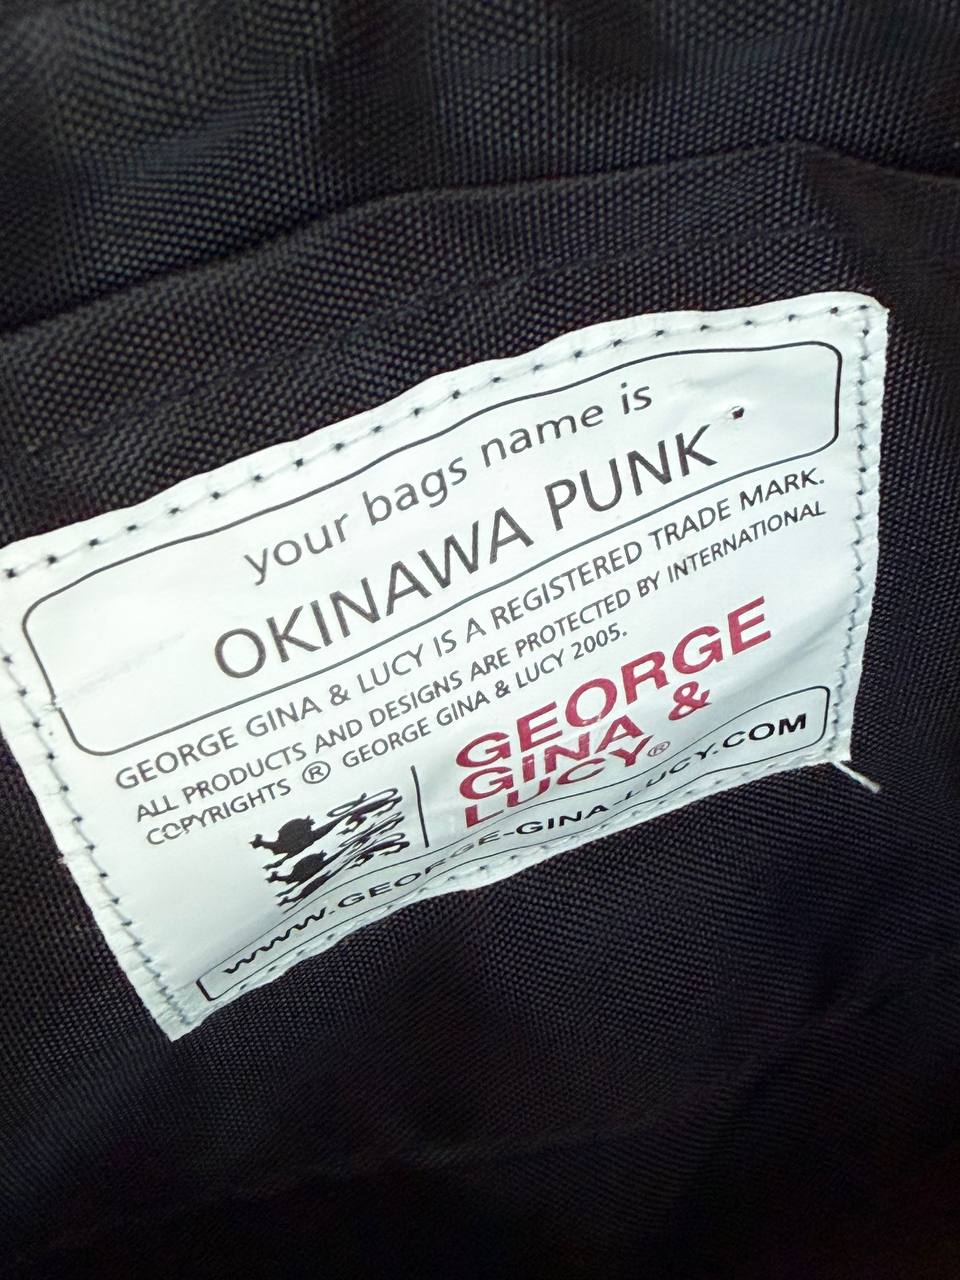 your bags name is
OKINAWA PUNK
GEORGE GINA & LUCY IS A REGISTERED TRADE MARK.
ALL PRODUCTS AND DESIGNS ARE PROTECTED BY INTERNATIONAL
COPYRIGHTS ® GEORGE GINA & LUCY 2005.
GEORGE
GINA &
LUCY®
WWW.GEORGE-GINA-LUCY.COM